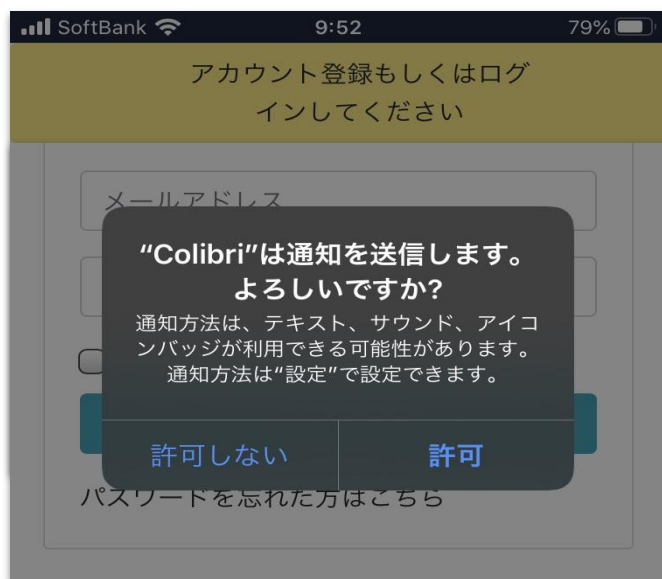 SoftBank 9:52 79%
アカウント登録もしくはログ
インしてください
メールアドレス
“Colibri”は通知を送信します。
よろしいですか?
通知方法は、テキスト、サウンド、アイコ
ンバッジが利用できる可能性があります。
通知方法は“設定”で設定できます。
許可しない 許可
パスワードを忘れた方はこちら